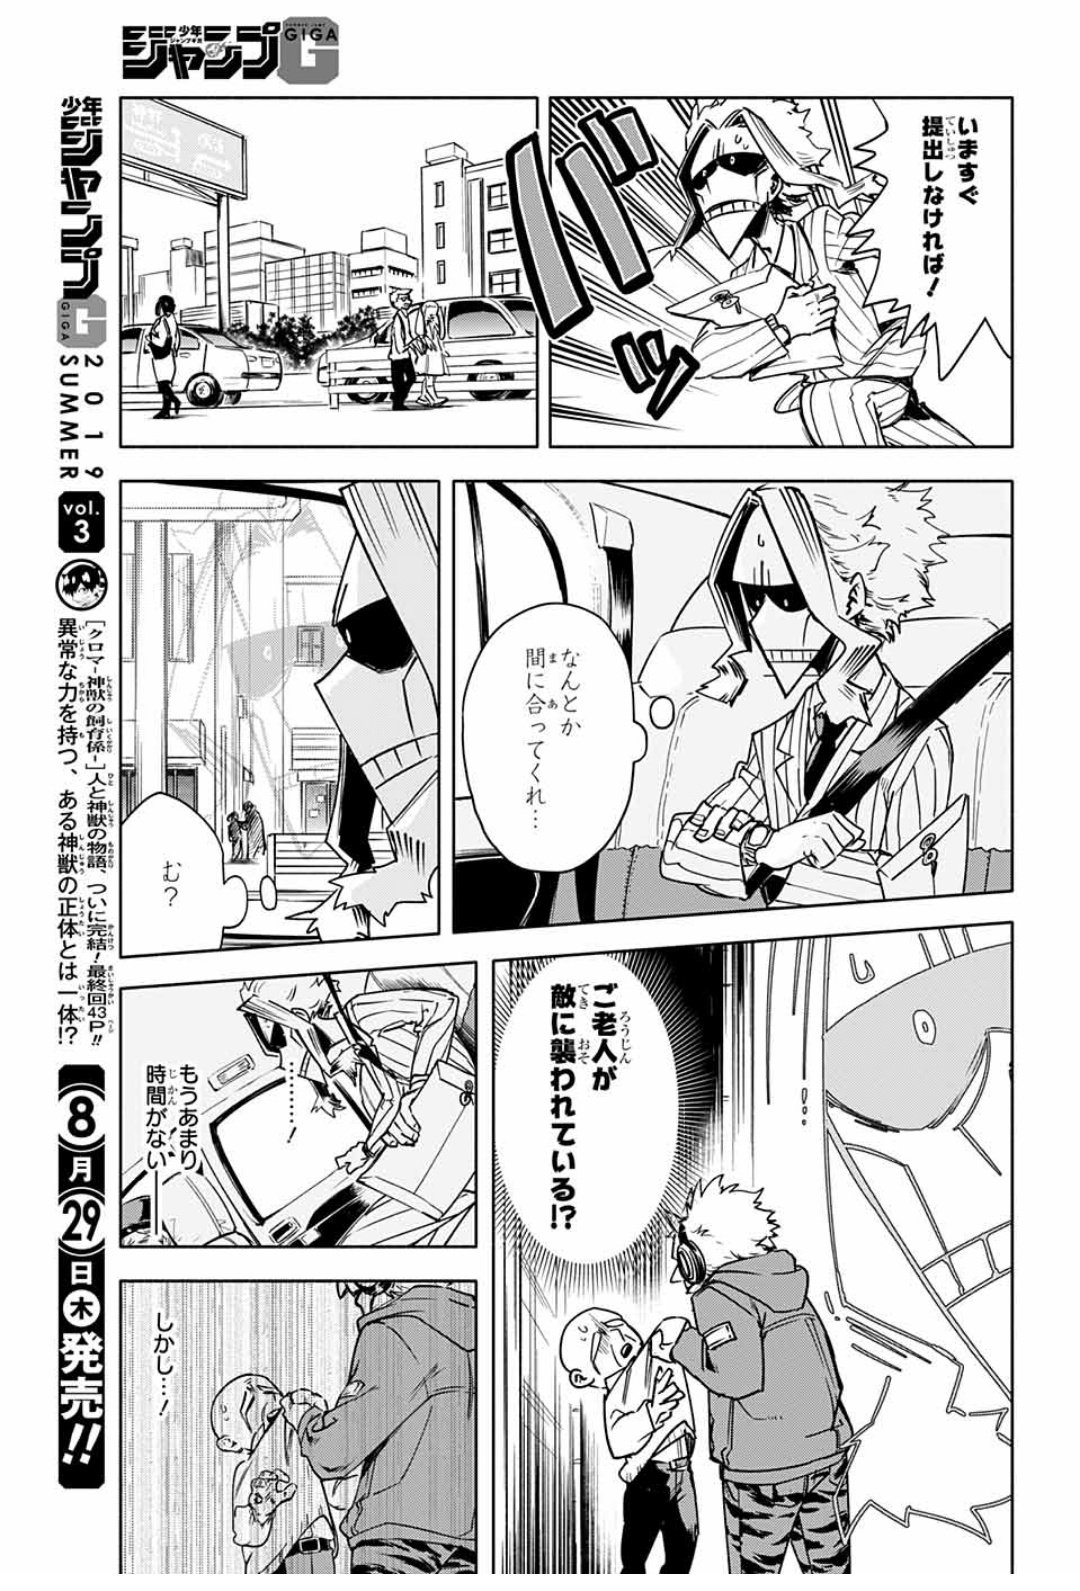 少年
ジャンプ
GIGA
G
いますぐ
提出しなければ！
ババッ
なんとか
間に合ってくれ…
む？
…
ご老人が
敵に襲われている!?
………！
もうあまり
時間がない――
しかし…！
少年ジャンプG
GIGA
2019
SUMMER
vol.
3
[クロマ-神獣の飼育係-]人と神獣の物語、ついに完結！最終回43P!!
異常な力を持つ、ある神獣の正体とは一体!?
8月29日木発売!!